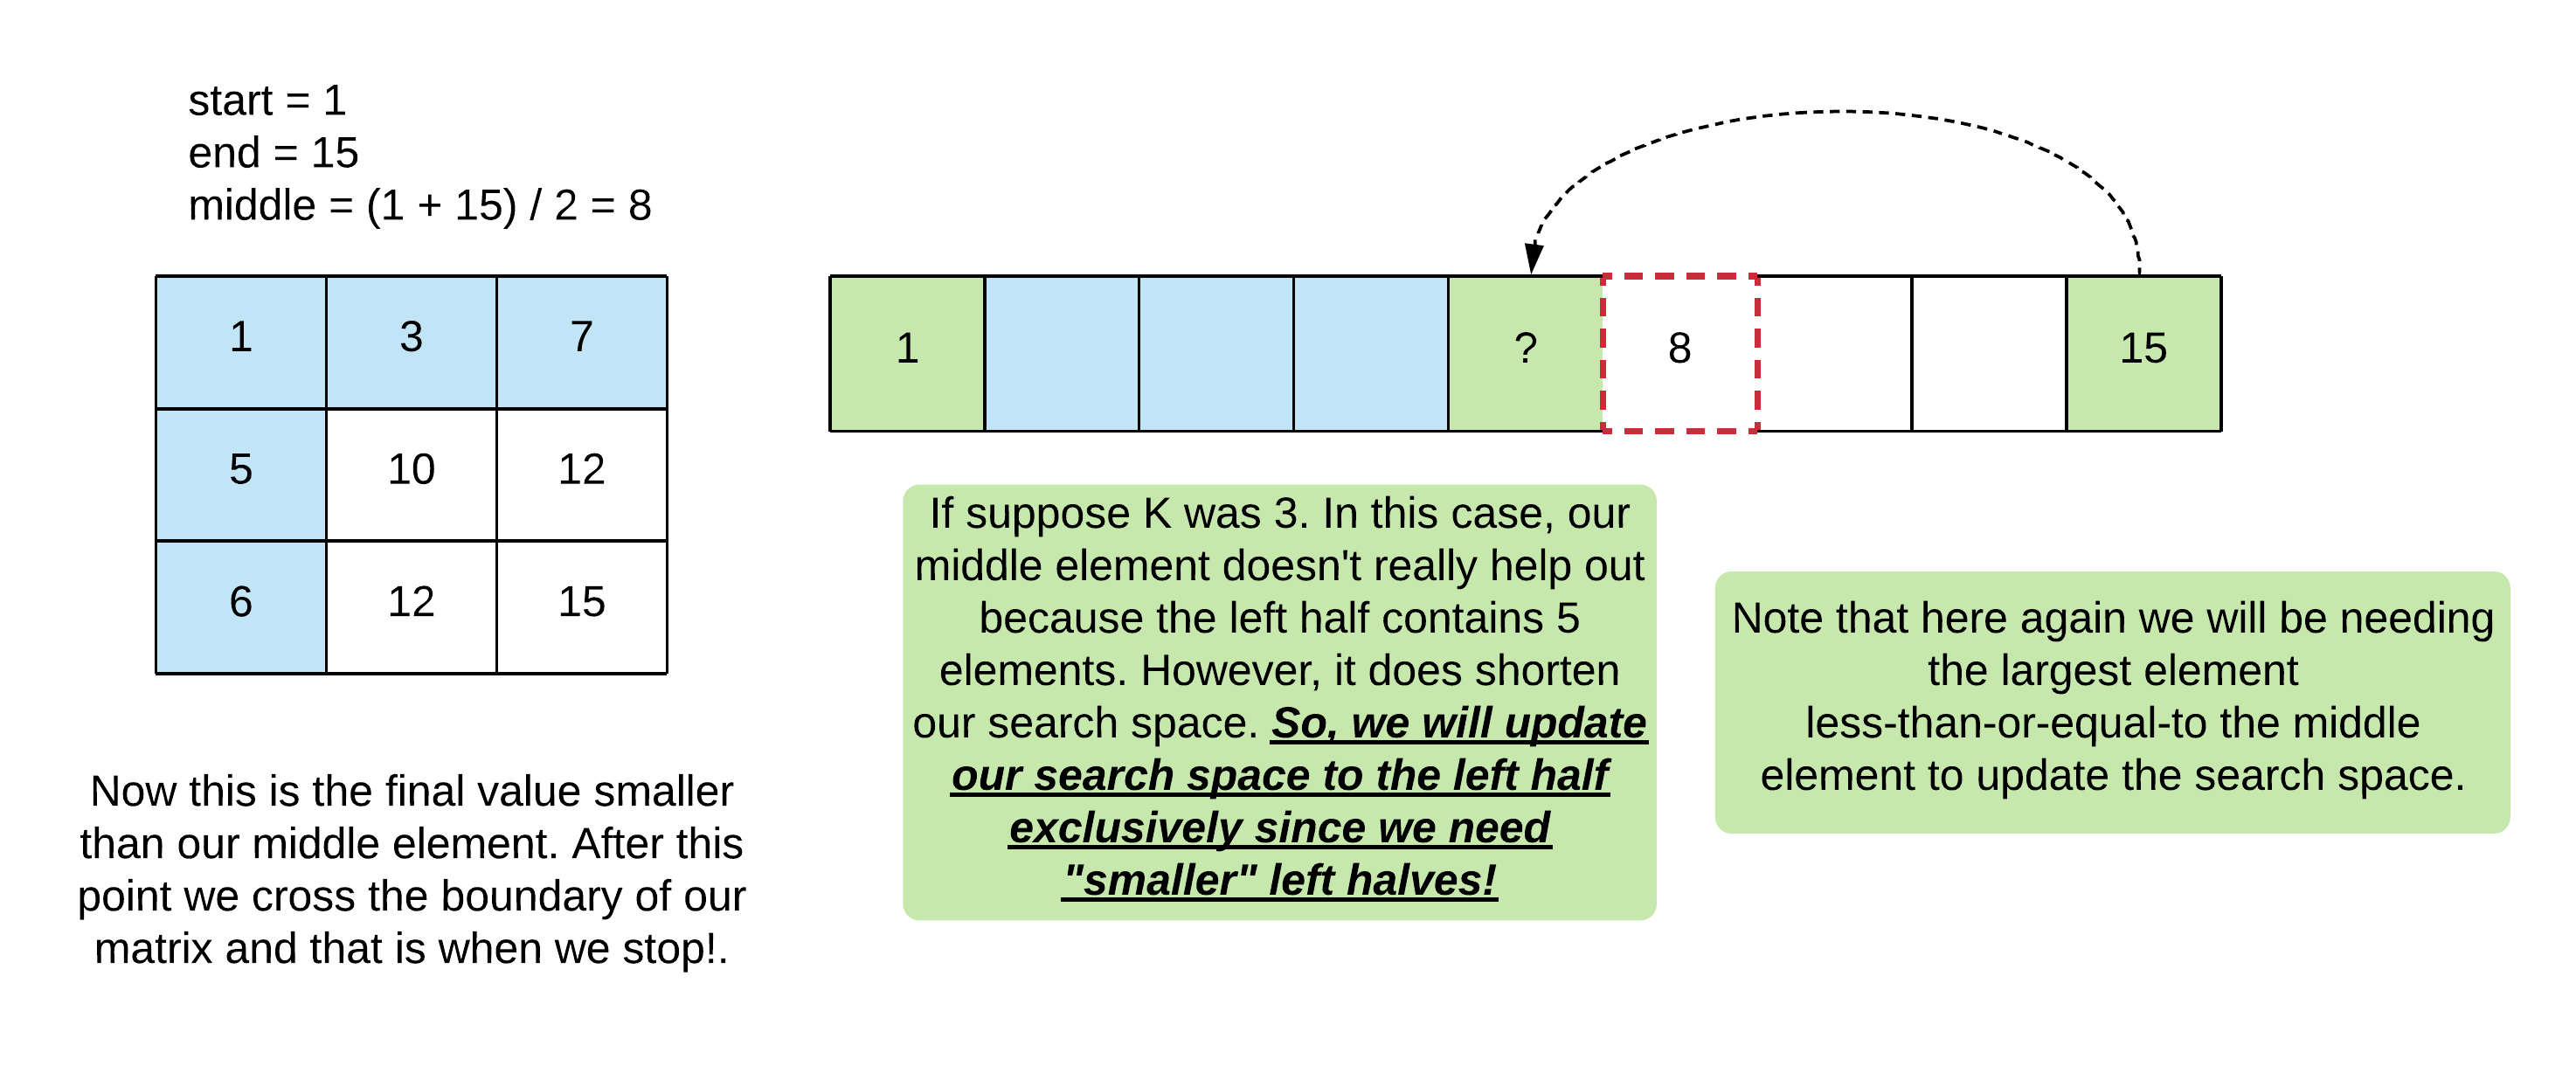 start = 1
end = 15
middle = (1 + 15) / 2 = 8
1 3 7
5 10 12
6 12 15
Now this is the final value smaller
than our middle element. After this
point we cross the boundary of our
matrix and that is when we stop!.
1 ? 8 15
If suppose K was 3. In this case, our
middle element doesn't really help out
because the left half contains 5
elements. However, it does shorten
our search space. So, we will update
our search space to the left half
exclusively since we need
"smaller" left halves!
Note that here again we will be needing
the largest element
less-than-or-equal-to the middle
element to update the search space.